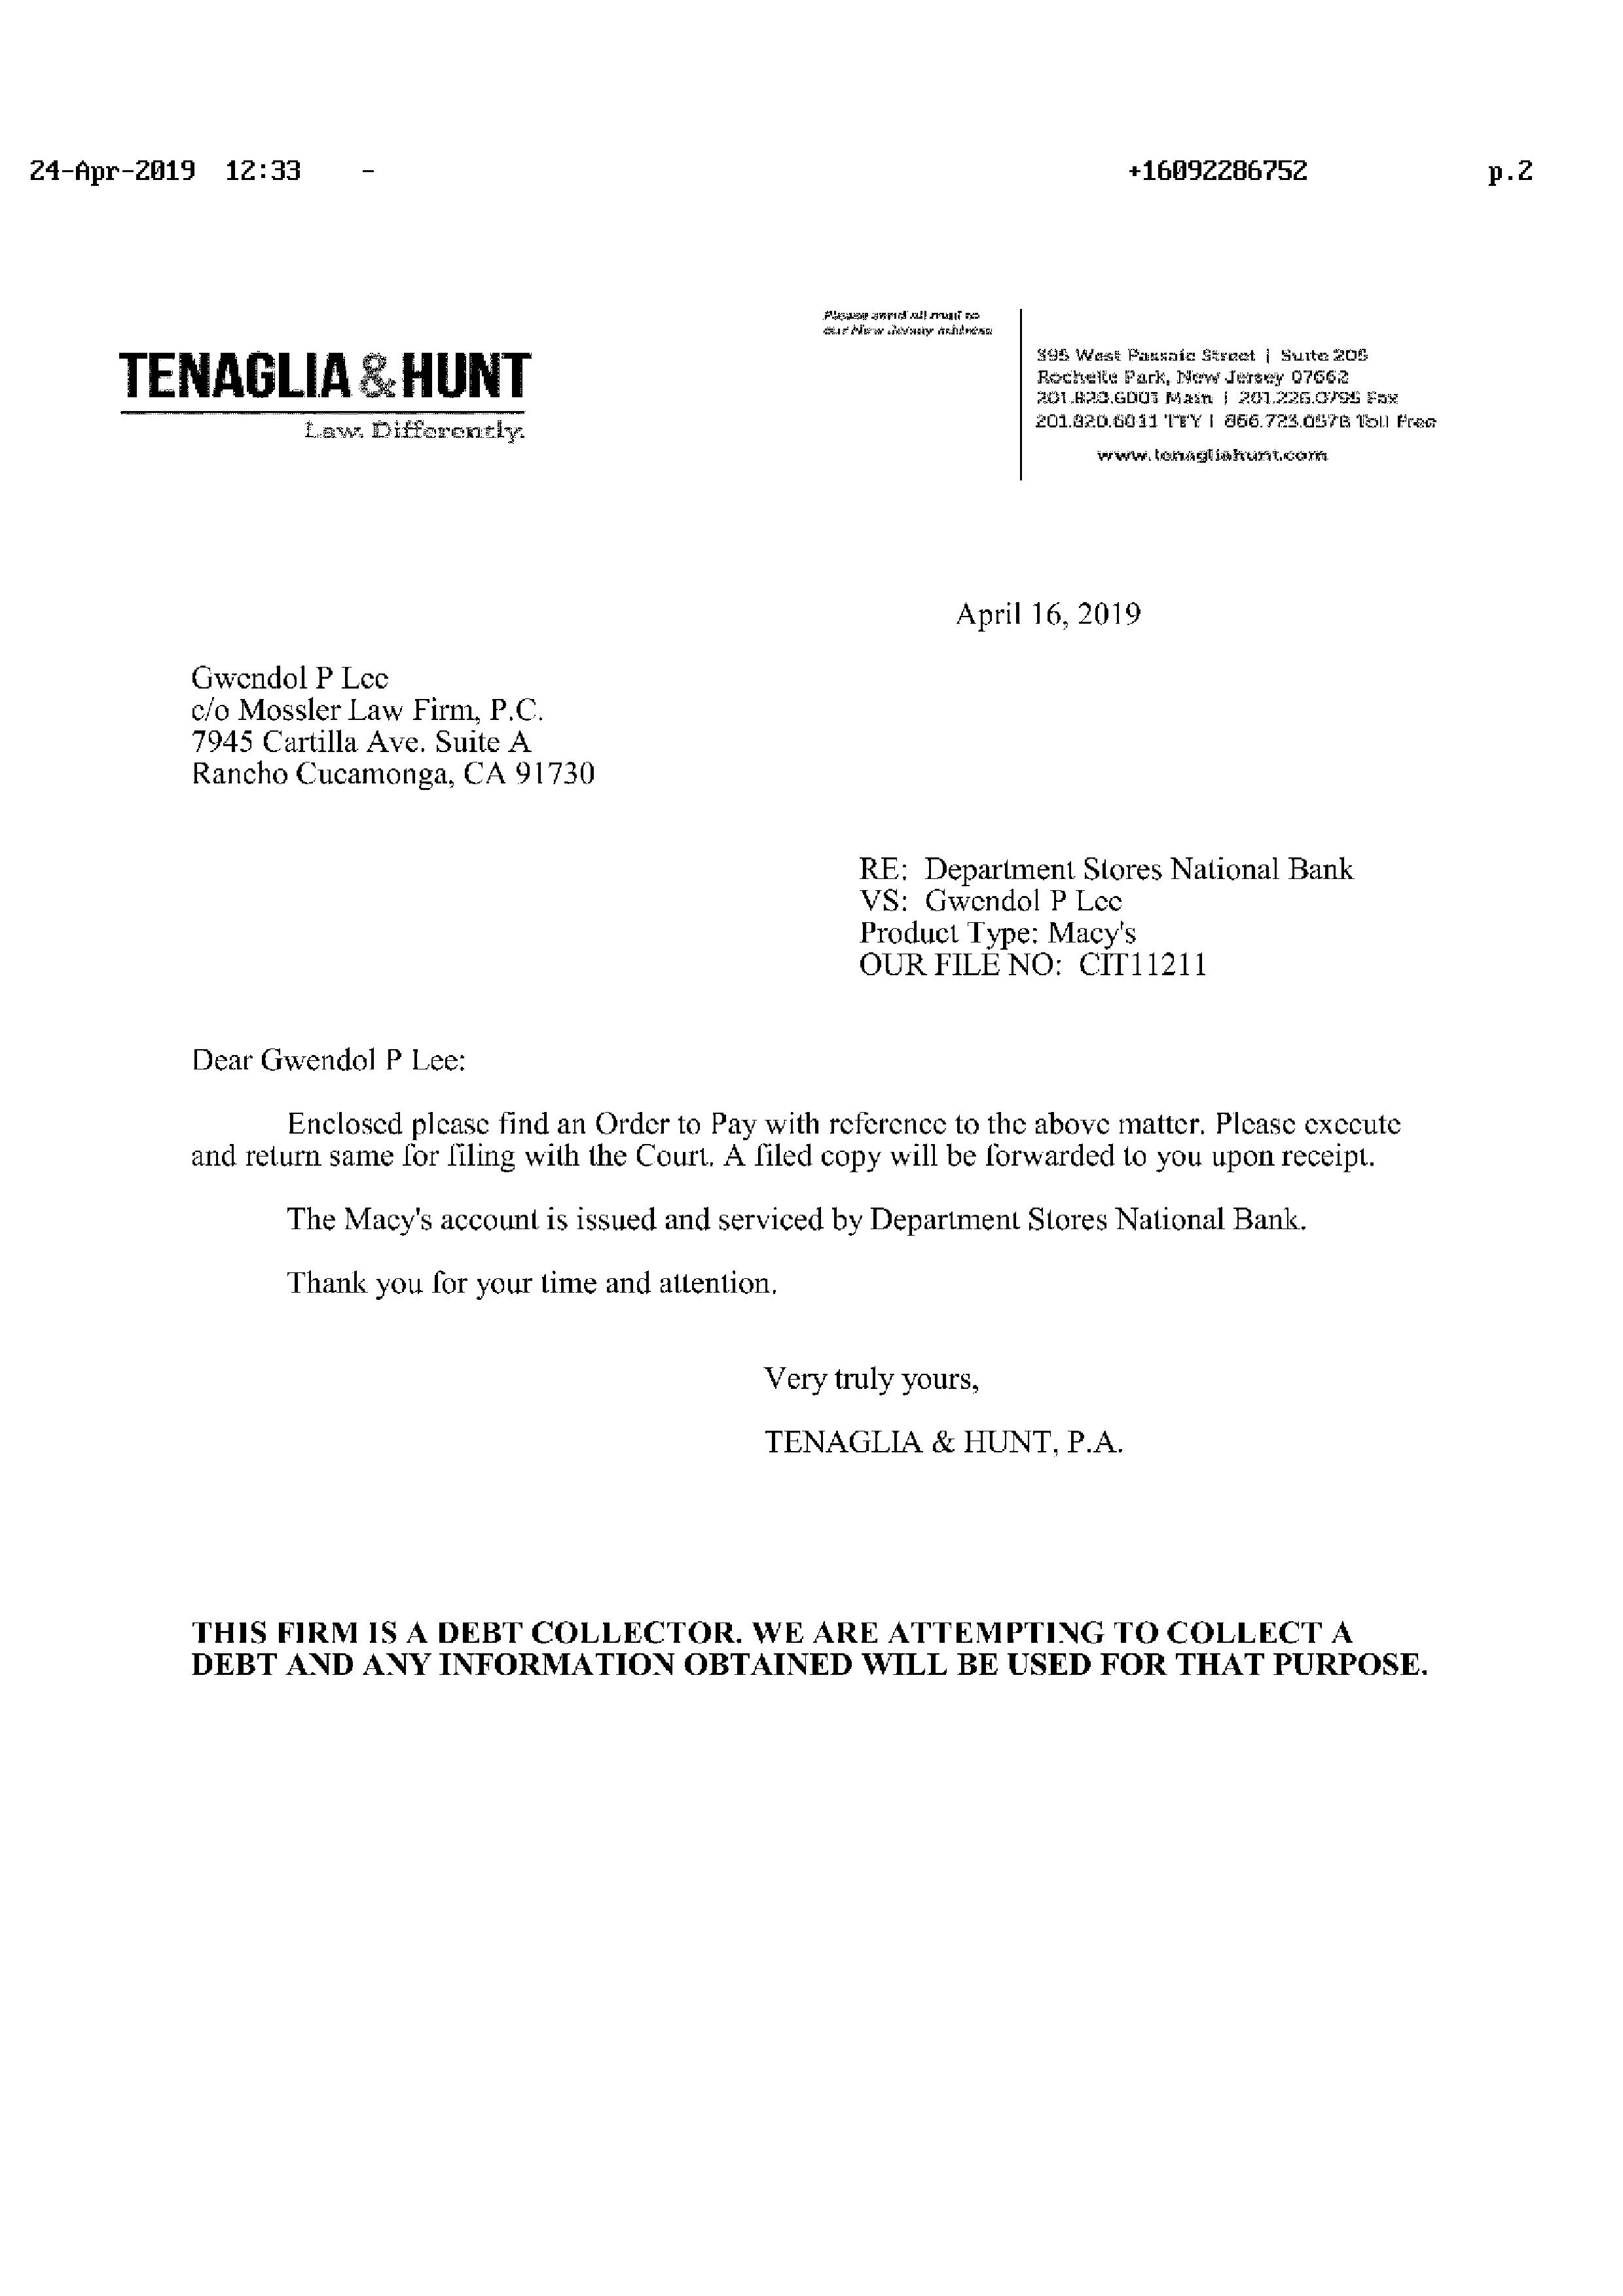 24-Apr-2019 12:33 - +16092286752 p.2
Please send all mail to
our New Jersey address
TENAGLIA & HUNT
Law. Differently.
395 West Passaic Street | Suite 205
Rochelle Park, New Jersey 07662
201.820.6001 Main | 201.226.0795 Fax
201.820.6011 TTY | 866.723.0578 Toll Free
www.tenagliahunt.com
April 16, 2019
Gwendol P Lee
c/o Mossler Law Firm, P.C.
7945 Cartilla Ave. Suite A
Rancho Cucamonga, CA 91730
RE: Department Stores National Bank
VS: Gwendol P Lee
Product Type: Macy's
OUR FILE NO: CIT11211
Dear Gwendol P Lee:
Enclosed please find an Order to Pay with reference to the above matter. Please execute
and return same for filing with the Court. A filed copy will be forwarded to you upon receipt.
The Macy's account is issued and serviced by Department Stores National Bank.
Thank you for your time and attention.
Very truly yours,
TENAGLIA & HUNT, P.A.
THIS FIRM IS A DEBT COLLECTOR. WE ARE ATTEMPTING TO COLLECT A
DEBT AND ANY INFORMATION OBTAINED WILL BE USED FOR THAT PURPOSE.